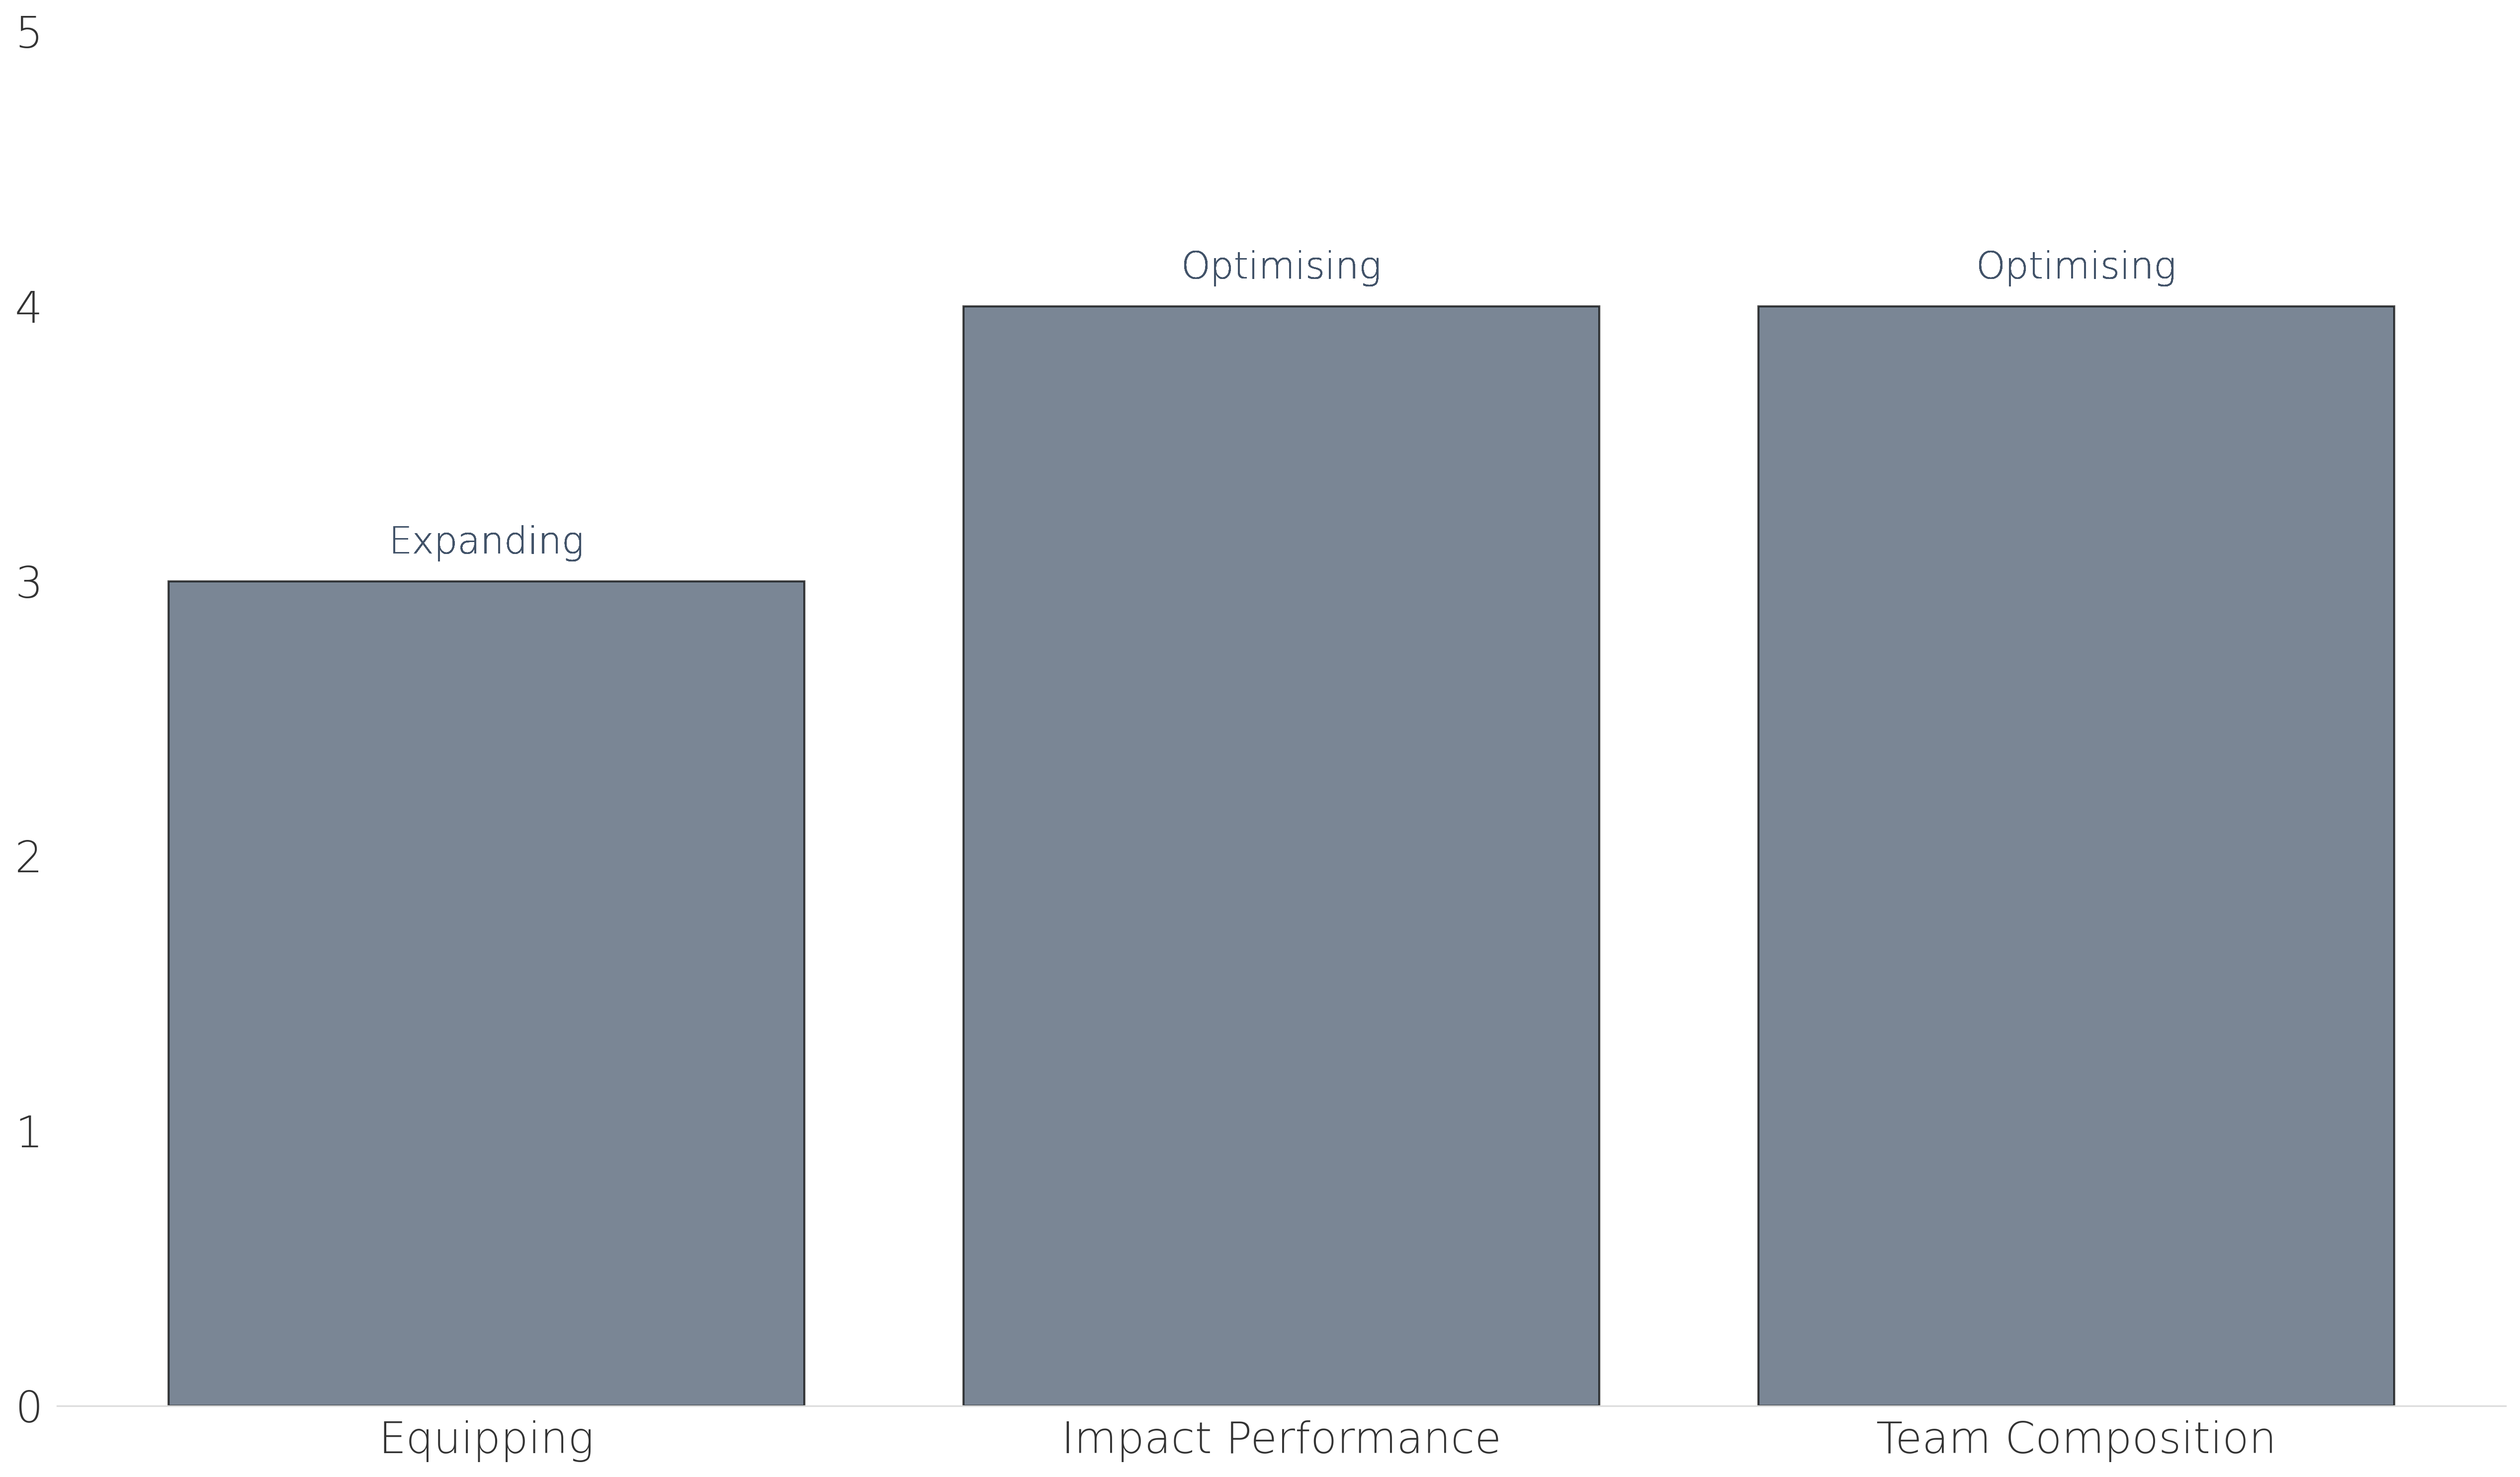 5
Optimising Optimising
4
Expanding
3
2
1
0
Equipping Impact Performance Team Composition